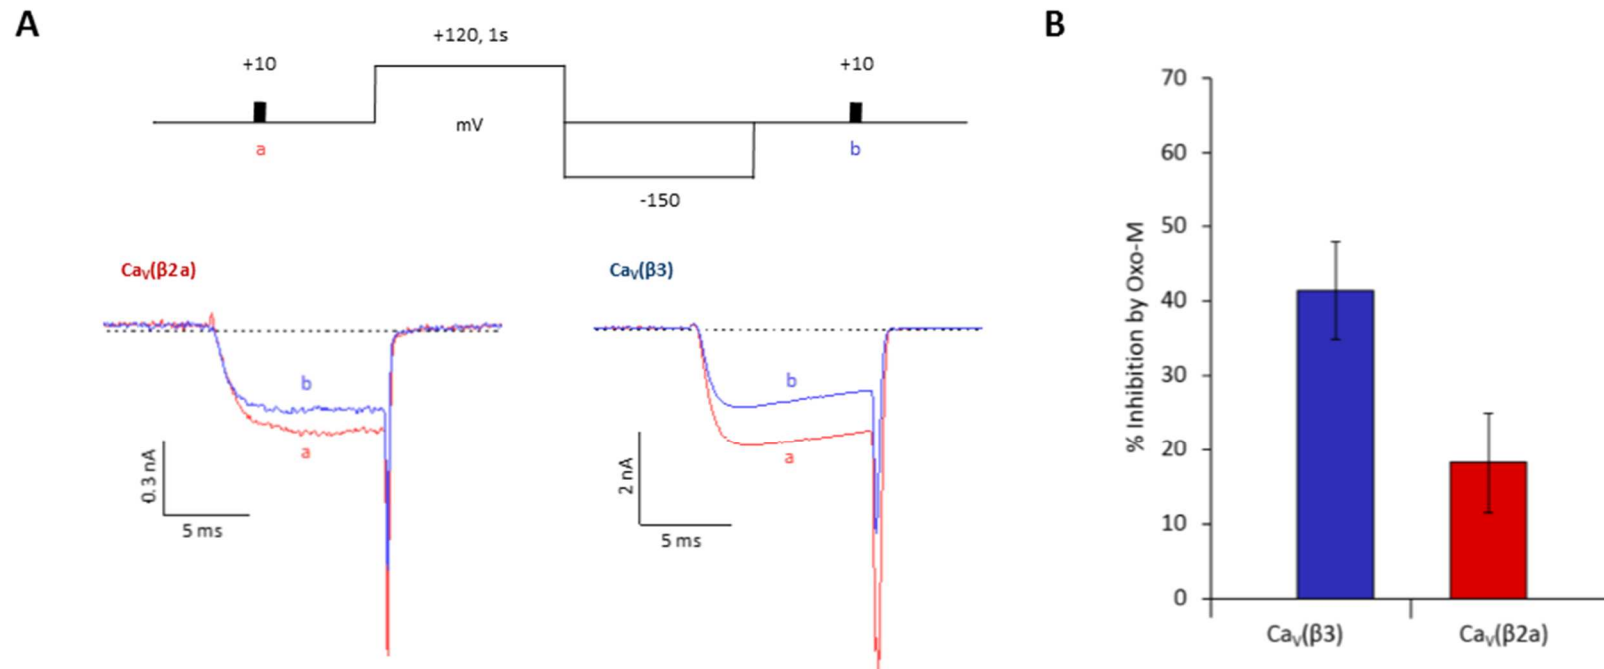 A
+120, 1s
+10
+10
mV
a
b
-150
Caᵥ(β2a)
Caᵥ(β3)
b
a
0.3 nA
5 ms
b
a
2 nA
5 ms
B
% Inhibition by Oxo-M
70
60
50
40
30
20
10
0
Caᵥ(β3)
Caᵥ(β2a)